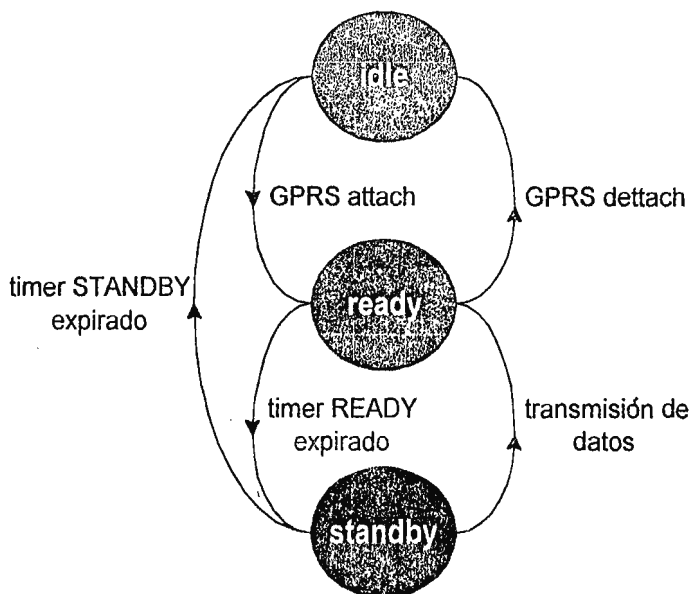 idle
GPRS attach
GPRS dettach
timer STANDBY
expirado
ready
timer READY
expirado
transmisión de
datos
standby